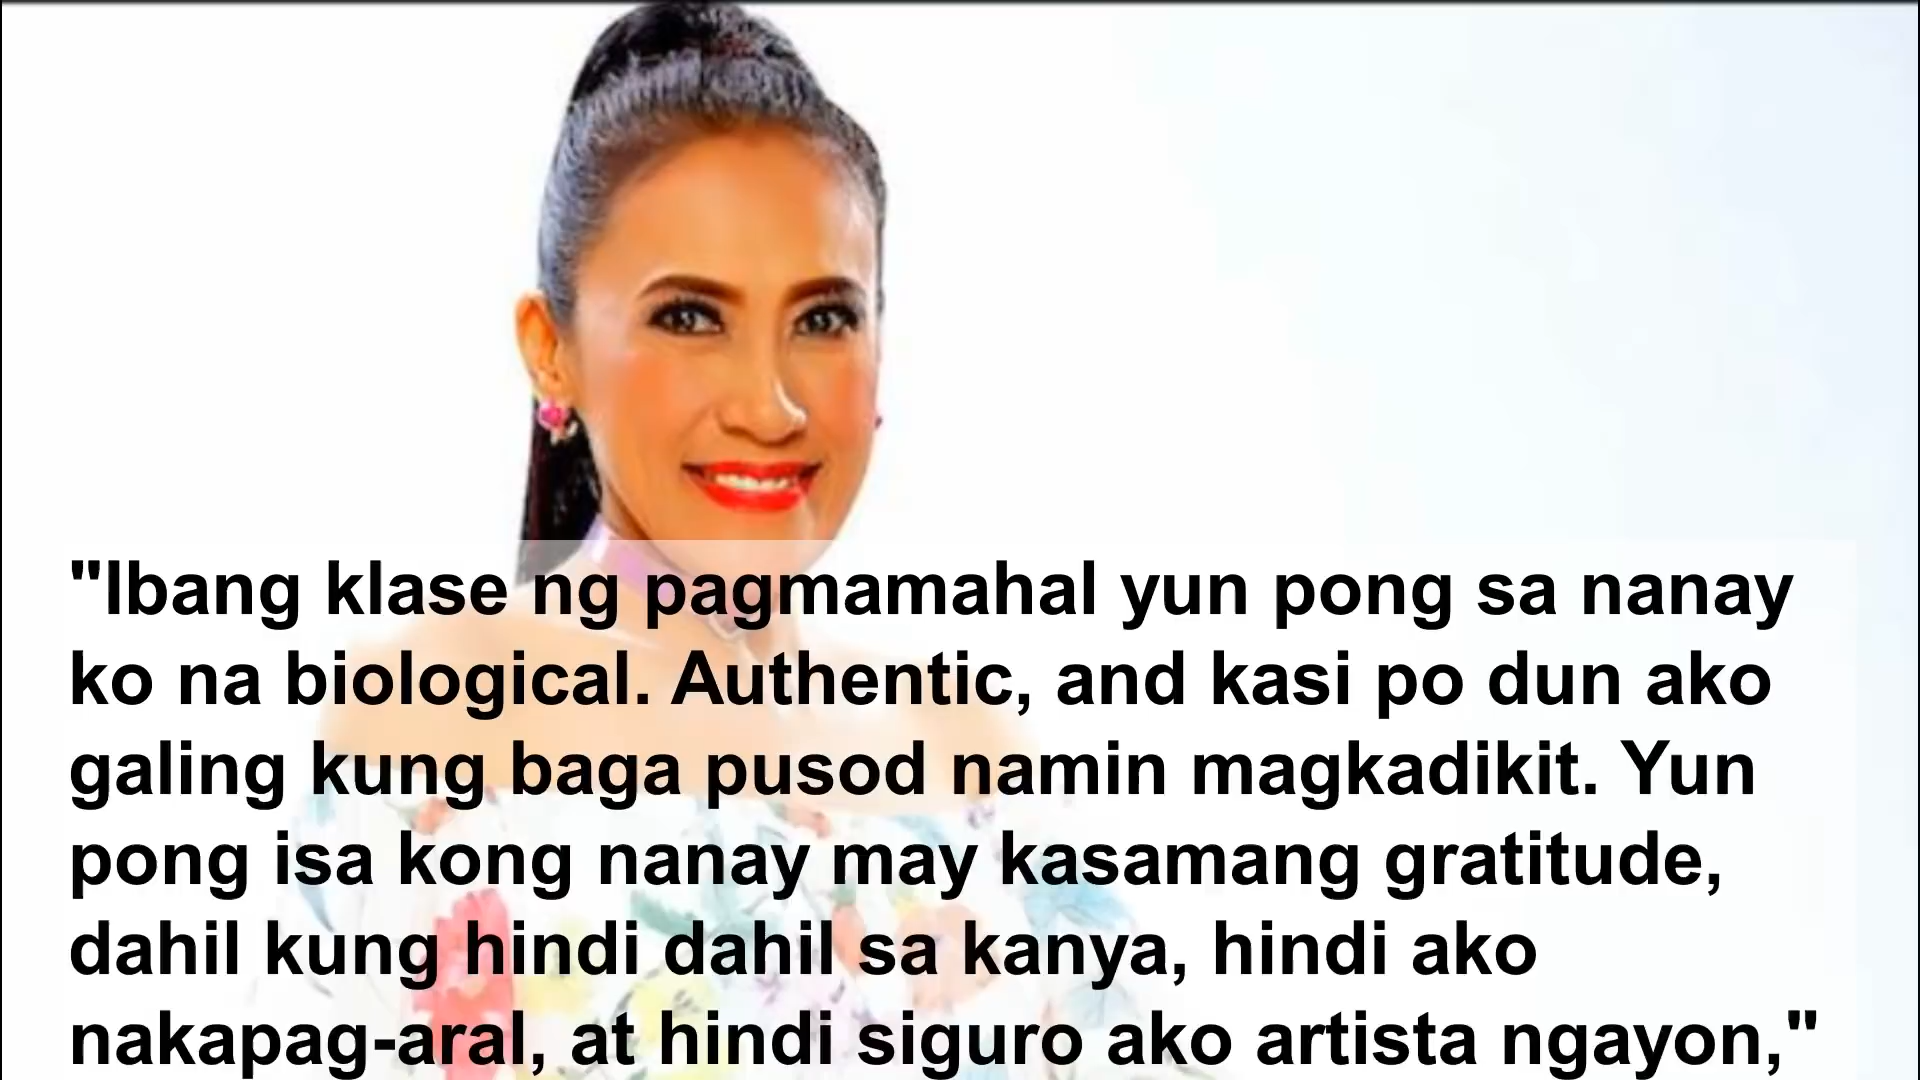 "Ibang klase ng pagmamahal yun pong sa nanay
ko na biological. Authentic, and kasi po dun ako
galing kung baga pusod namin magkadikit. Yun
pong isa kong nanay may kasamang gratitude,
dahil kung hindi dahil sa kanya, hindi ako
nakapag-aral, at hindi siguro ako artista ngayon,"